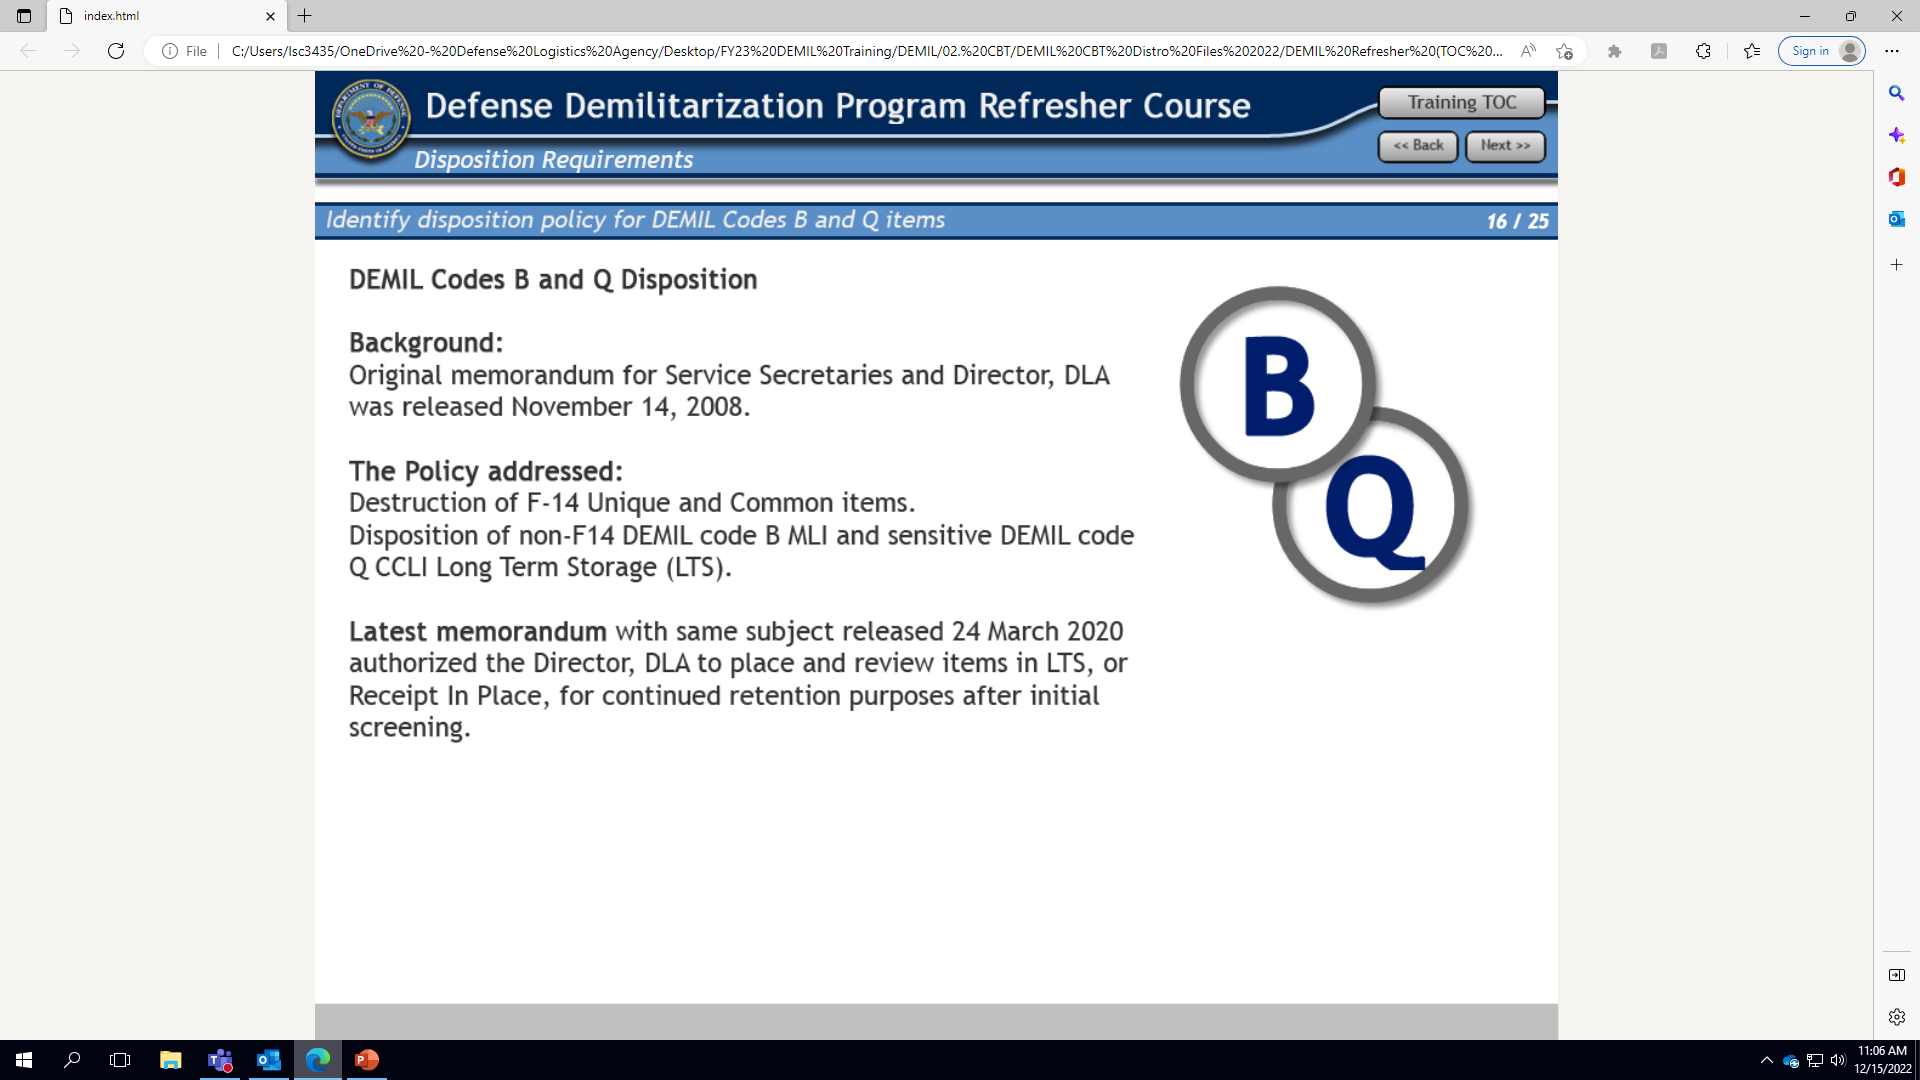 index.html
File
C:/Users/lsc3435/OneDrive%20-%20Defense%20Logistics%20Agency/Desktop/FY23%20DEMIL%20Training/DEMIL/02.%20CBT/DEMIL%20CBT%20Distro%20Files%202022/DEMIL%20Refresher%20(TOC%20...
Sign in
Defense Demilitarization Program Refresher Course
Training TOC
<< Back
Next >>
Disposition Requirements
Identify disposition policy for DEMIL Codes B and Q items
16 / 25
DEMIL Codes B and Q Disposition
Background:
Original memorandum for Service Secretaries and Director, DLA
was released November 14, 2008.
The Policy addressed:
Destruction of F-14 Unique and Common items.
Disposition of non-F14 DEMIL code B MLI and sensitive DEMIL code
Q CCLI Long Term Storage (LTS).
Latest memorandum with same subject released 24 March 2020
authorized the Director, DLA to place and review items in LTS, or
Receipt In Place, for continued retention purposes after initial
screening.
B
Q
11:06 AM
12/15/2022